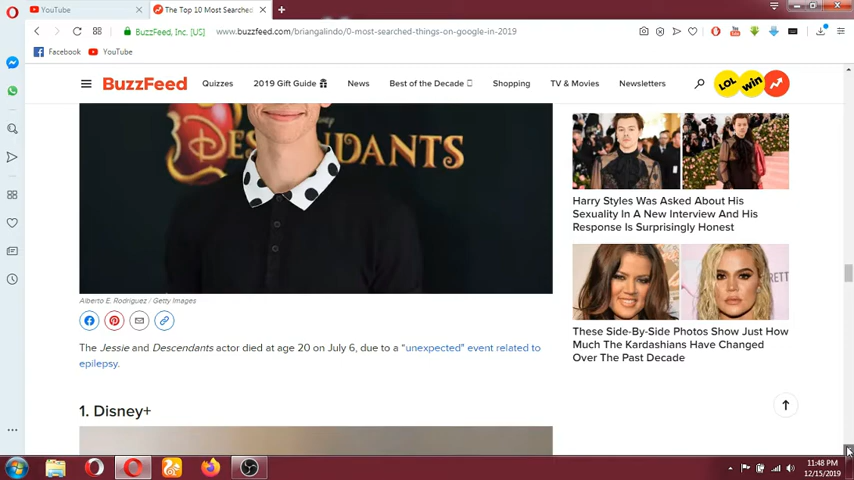 YouTube
The Top 10 Most Searched
BuzzFeed, Inc. [US]
www.buzzfeed.com/briangalindo/0-most-searched-things-on-google-in-2019
Facebook
YouTube
BuzzFeed
Quizzes
2019 Gift Guide
News
Best of the Decade
Shopping
TV & Movies
Newsletters
LOL
win
DESCENDANTS
Harry Styles Was Asked About His
Sexuality In A New Interview And His
Response Is Surprisingly Honest
Alberto E. Rodriguez / Getty Images
These Side-By-Side Photos Show Just How
Much The Kardashians Have Changed
Over The Past Decade
The Jessie and Descendants actor died at age 20 on July 6, due to a "unexpected" event related to
epilepsy.
1. Disney+
11:48 PM
12/15/2019